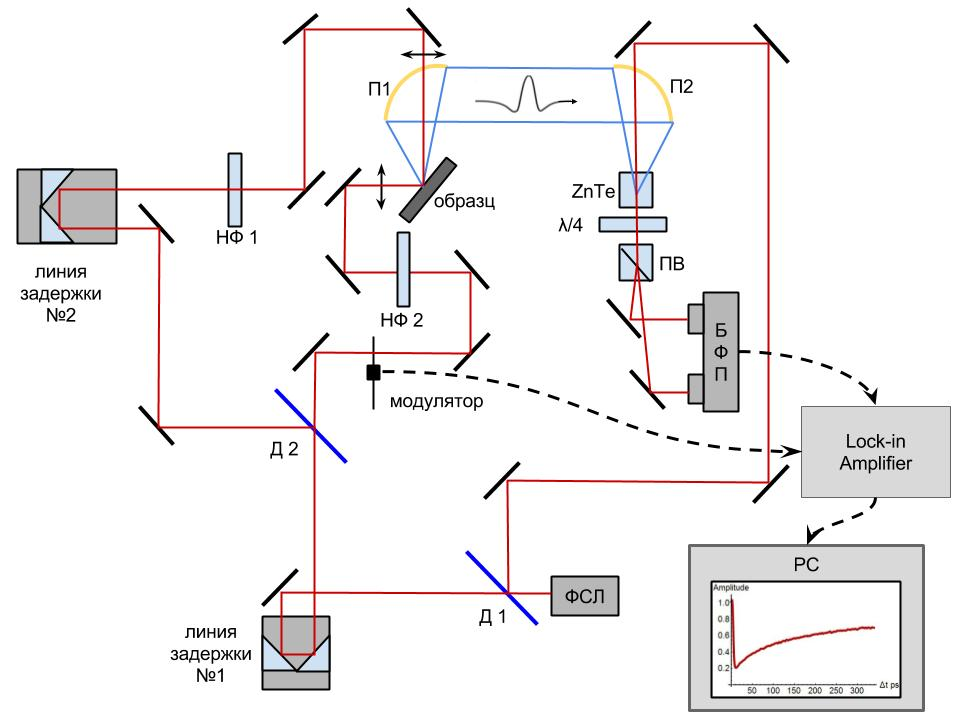 П1
П2
образц
ZnTe
λ/4
ПВ
НФ 1
линия
задержки
№2
НФ 2
Б
Ф
П
модулятор
Д 2
Lock-in
Amplifier
ФСЛ
Д 1
линия
задержки
№1
PC
Amplitude
1.0
0.8
0.6
0.4
0.2
50 100 150 200 250 300
Δt ps